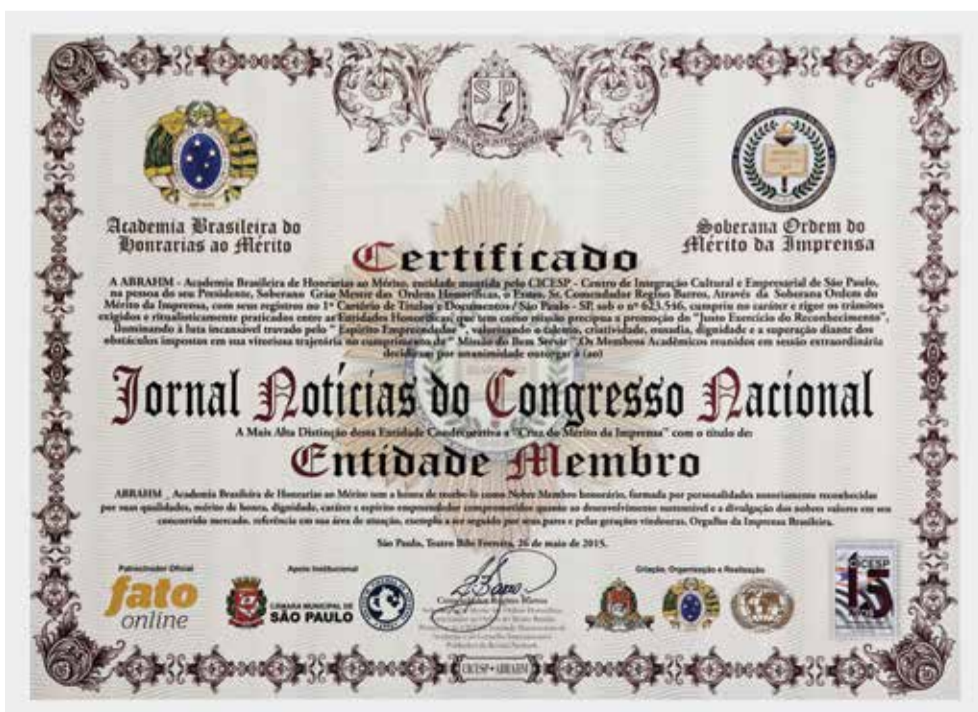 SP
Academia Brasileira do
Honrarias ao Mérito
Soberana Ordem do
Mérito da Imprensa
Certificado
A ABRAHM - Academia Brasileira de Honrarias ao Mérito, entidade mantida pelo CICESP - Centro de Integração Cultural e Empresarial de São Paulo,
na pessoa do seu Presidente, Soberano Grão Mestre das Ordens Honoríficas, o Exmo. Sr. Comendador Regino Barros, Através da Soberana Ordem do
Mérito da Imprensa, com seus registros no 1º Cartório de Títulos e Documentos / São Paulo - SP, sob o nº 623.546, cumpriu no caráter e rigor nos trâmites
exigidos e ritualisticamente praticados entre as Entidades Honoríficas, que tem como missão precípua a promoção do "Justo Exercício do Reconhecimento",
iluminando à luta incansável travado pelo " Espírito Empreendedor ", valorizando o talento, criatividade, ousadia, dignidade e a superação diante dos
obstáculos impostos em sua vitoriosa trajetória no cumprimento da " Missão do Bem Servir ".Os Membros Acadêmicos reunidos em sessão extraordinária
decidiram por unanimidade outorgar à (ao)
Jornal Notícias do Congresso Nacional
A Mais Alta Distinção desta Entidade Condecorativa a "Cruz do Mérito da Imprensa" com o título de:
Entidade Membro
ABRAHM _ Academia Brasileira de Honrarias ao Mérito tem a honra de recebe-lo como Nobre Membro honorário, formada por personalidades notoriamente reconhecidas
por suas qualidades, mérito de honra, dignidade, caráter e espírito empreendedor comprometidos quanto ao desenvolvimento sustentável e a divulgação dos nobres valores em seu
concorrido mercado, referência em sua área de atuação, exemplo a ser seguido por seus pares e pelas gerações vindouras, Orgulho da Imprensa Brasileira.
São Paulo, Teatro Bibi Ferreira, 26 de maio de 2015.
Patrocinador Oficial
fato
online
Apoio Institucional
CÂMARA MUNICIPAL DE
SÃO PAULO
Criação, Organização e Realização
CICESP
15
CICESP • ABRAHM